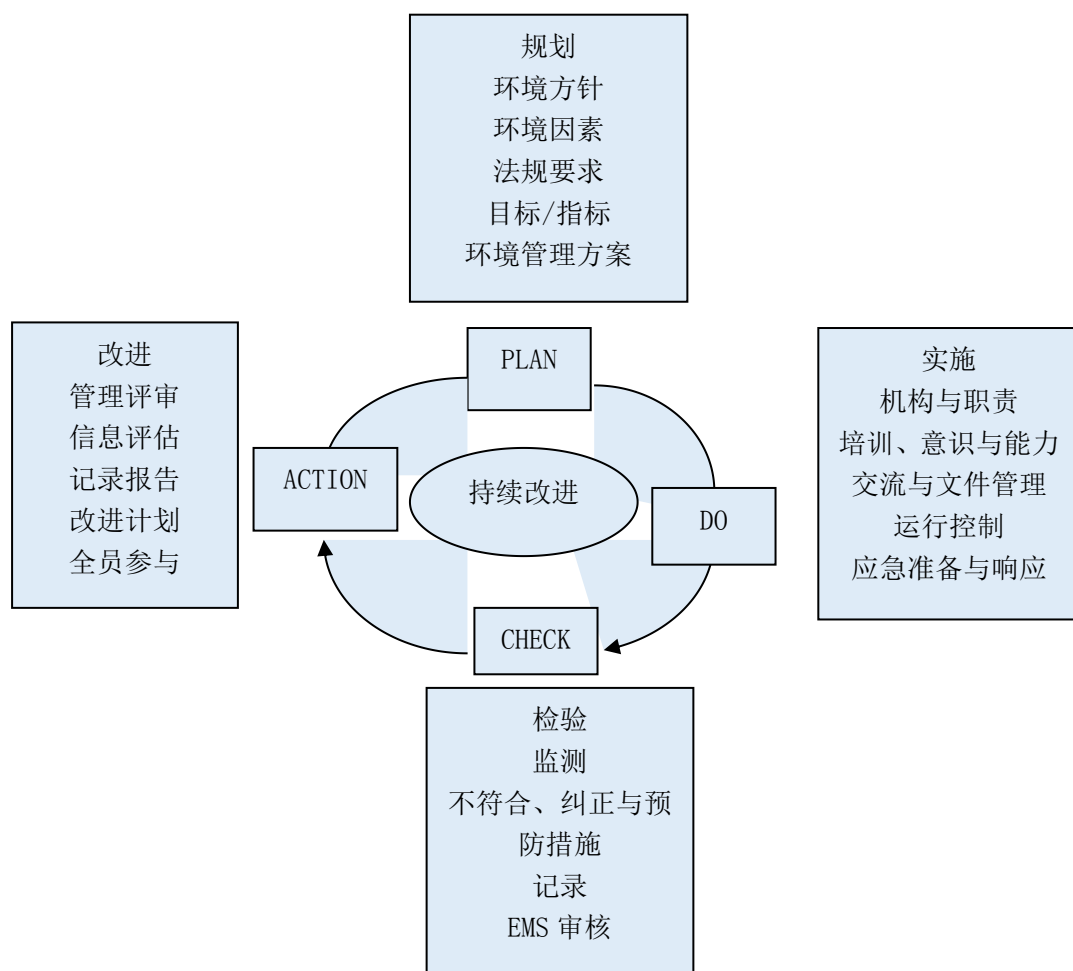 规划
环境方针
环境因素
法规要求
目标/指标
环境管理方案
改进
管理评审
信息评估
记录报告
改进计划
全员参与
PLAN
ACTION
持续改进
DO
CHECK
实施
机构与职责
培训、意识与能力
交流与文件管理
运行控制
应急准备与响应
检验
监测
不符合、纠正与预
防措施
记录
EMS 审核